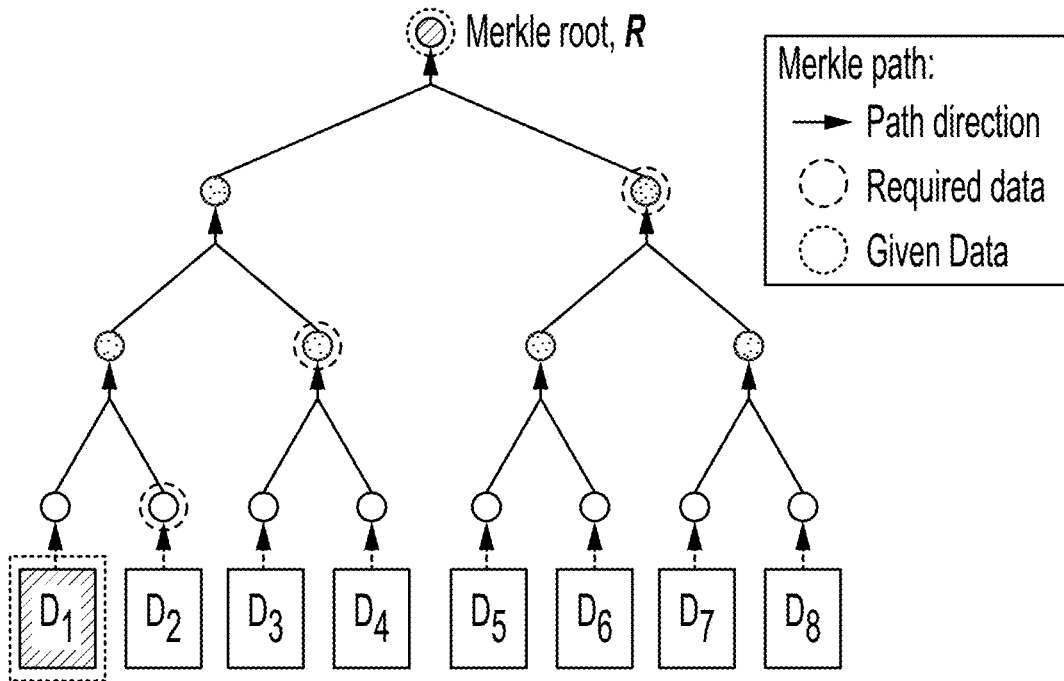 Merkle root, R
Merkle path:
Path direction
Required data
Given Data
D1 D2 D3 D4 D5 D6 D7 D8